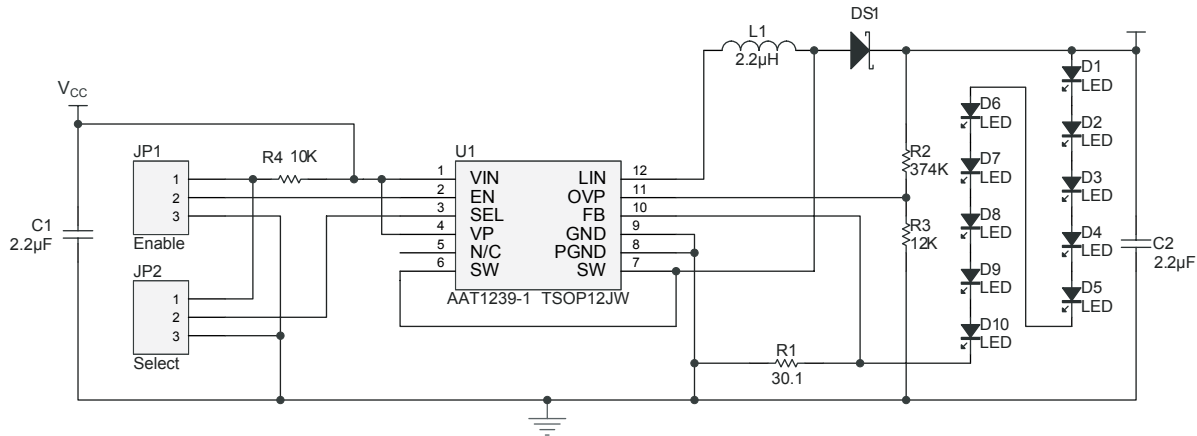 DS1
L1
2.2µH
VCC
D1
LED
D6
LED
D2
LED
JP1
R4 10K
U1
R2
374K
D7
LED
1
2
3
1
2
3
4
5
6
VIN
EN
SEL
VP
N/C
SW
LIN
OVP
FB
GND
PGND
SW
12
11
10
9
8
7
D3
LED
R3
12K
D8
LED
C1
2.2µF
D4
LED
C2
2.2µF
Enable
JP2
D9
LED
D5
LED
AAT1239-1 TSOP12JW
1
2
3
D10
LED
Select
R1
30.1